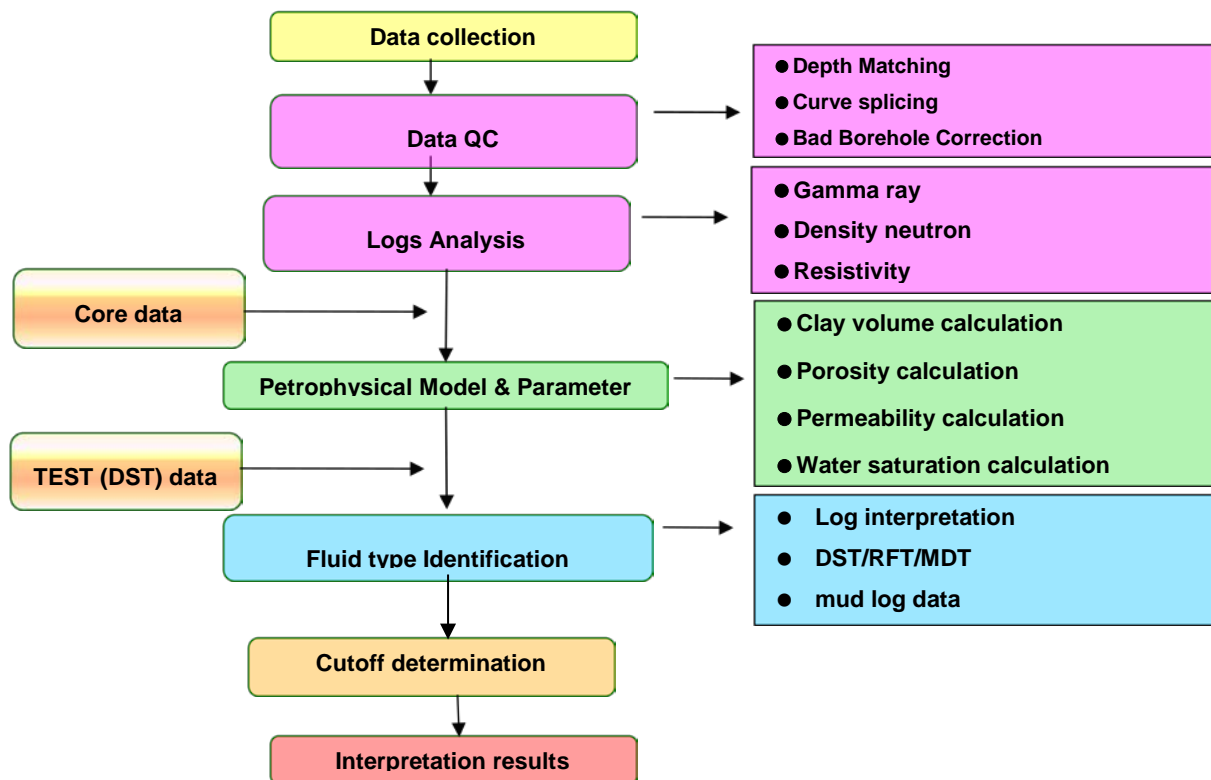 Data collection
● Depth Matching
● Curve splicing
● Bad Borehole Correction
Data QC
● Gamma ray
● Density neutron
● Resistivity
Logs Analysis
Core data
● Clay volume calculation
● Porosity calculation
● Permeability calculation
● Water saturation calculation
Petrophysical Model & Parameter
TEST (DST) data
● Log interpretation
● DST/RFT/MDT
● mud log data
Fluid type Identification
Cutoff determination
Interpretation results